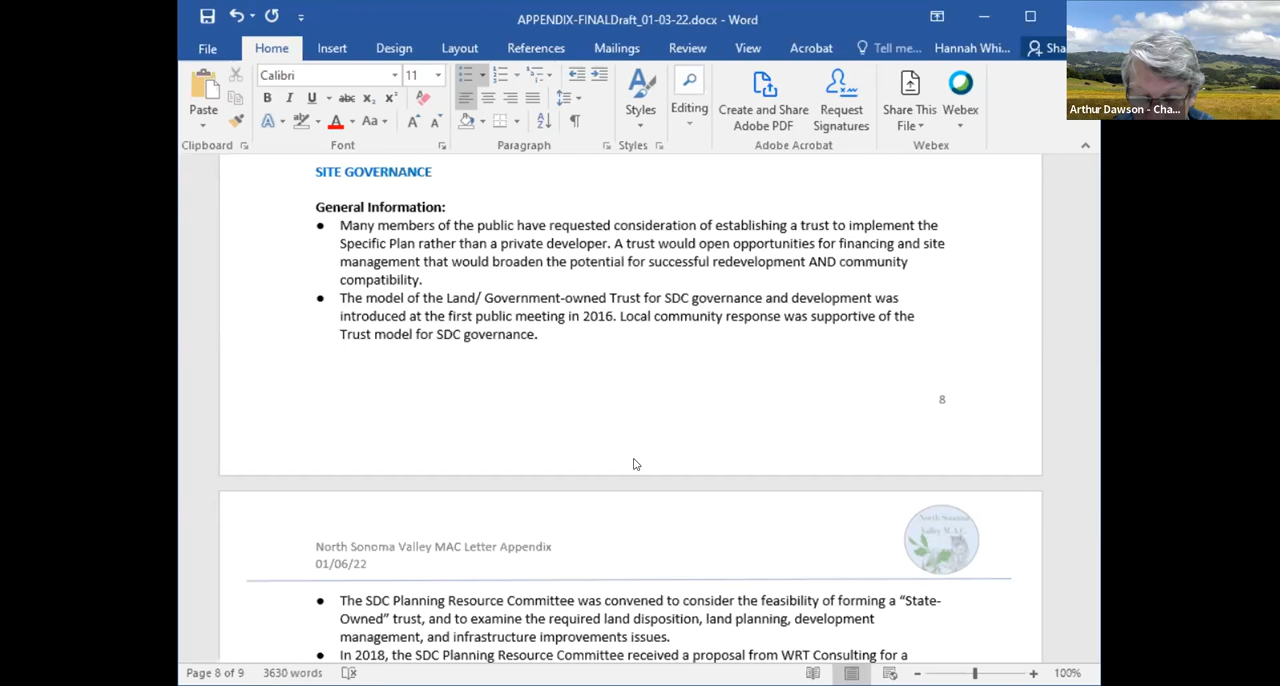 APPENDIX-FINALDraft_01-03-22.docx - Word
File Home Insert Design Layout References Mailings Review View Acrobat Tell me... Hannah Whi... Sha
Arthur Dawson - Cha...
Calibri 11
Paste
B I U abc x₂ x²
A A Aa A A
Styles
Editing
Create and Share
Adobe PDF
Request
Signatures
Share This
File
Webex
Clipboard Font Paragraph Styles Adobe Acrobat Webex
SITE GOVERNANCE
General Information:
● Many members of the public have requested consideration of establishing a trust to implement the
Specific Plan rather than a private developer. A trust would open opportunities for financing and site
management that would broaden the potential for successful redevelopment AND community
compatibility.
● The model of the Land/ Government-owned Trust for SDC governance and development was
introduced at the first public meeting in 2016. Local community response was supportive of the
Trust model for SDC governance.
8
North Sonoma
Valley M.A.C.
North Sonoma Valley MAC Letter Appendix
01/06/22
● The SDC Planning Resource Committee was convened to consider the feasibility of forming a “State-
Owned” trust, and to examine the required land disposition, land planning, development
management, and infrastructure improvements issues.
● In 2018, the SDC Planning Resource Committee received a proposal from WRT Consulting for a
Page 8 of 9 3630 words 100%